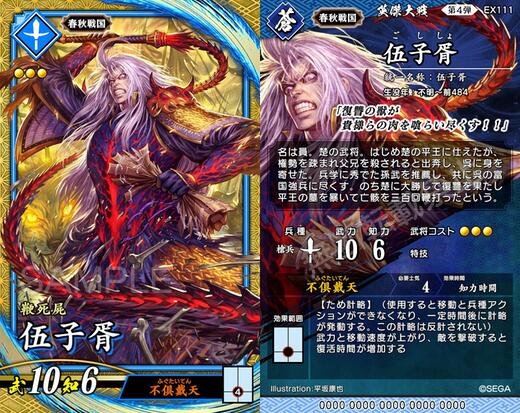 春秋戦国
SAMPLE
鞭死屍
伍子胥
武10知6
ふぐたいてん
不倶戴天
4
蒼
春秋戦国
英傑大戦
第4弾
EX111
ごししょ
伍子胥
統一名称:伍子胥
生没年 不明~前484
「復讐の獣が
貴様らの肉を喰らい尽くす!!」
名は員。楚の武将。はじめ楚の平王に仕えたが、
権勢を疎まれ父兄を殺されると出奔し、呉に身を
寄せた。兵学に秀でた孫武を推薦し、共に呉の富
国強兵に尽くす。のち楚に大勝して復讐を果たし
平王の墓を暴いて亡骸を三百回鞭打ったという。
兵種 武力 知力 武将コスト
槍兵 10 6 特技
ふぐたいてん 必要士気 効果時間
不倶戴天 4 知力時間
効果範囲
【ため計略】(使用すると移動と兵種アク
ションができなくなり、一定時間後に計略
が発動する。この計略は反計されない)
武力と移動速度が上がり、敵を撃破すると
復活時間が増加する
Illustration:平坂康也
©SEGA
0000 0000 0000 0000 0000